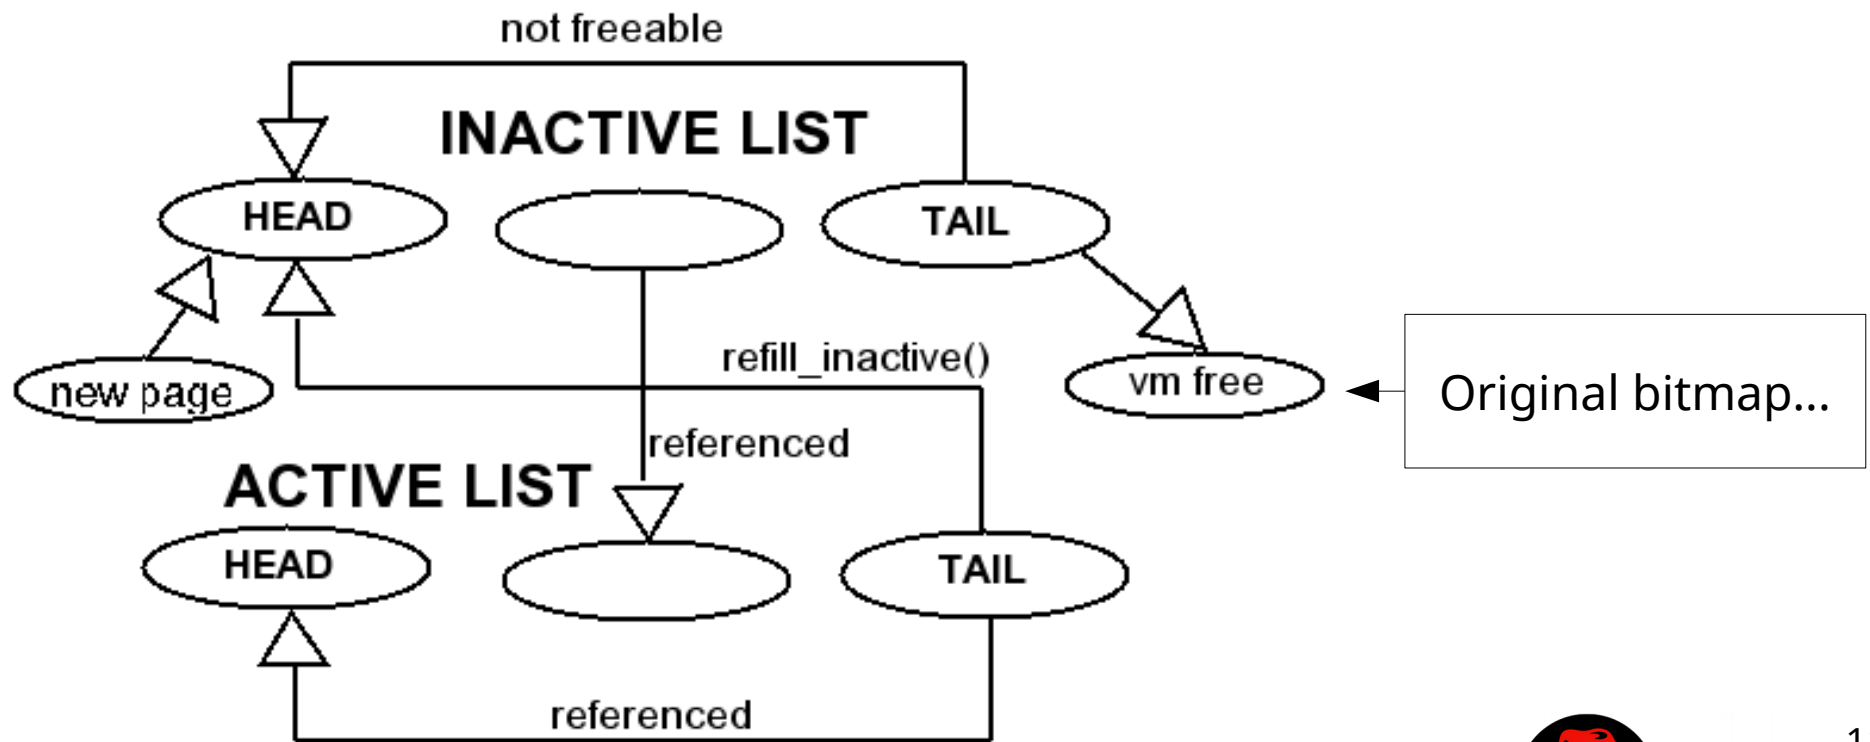 not freeable
INACTIVE LIST
HEAD
TAIL
refill_inactive()
new page
vm free
Original bitmap...
referenced
ACTIVE LIST
HEAD
TAIL
referenced
1